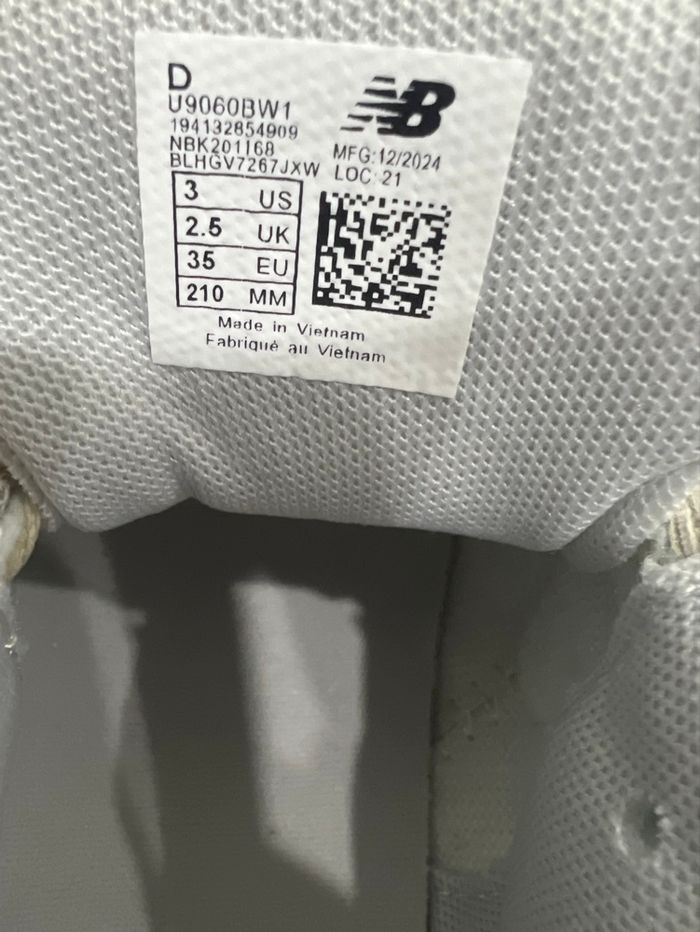 D
U9060BW1
194132854909
NBK201168
BLHGV7267JXW
NB
MFG:12/2024
LOC: 21
3 US
2.5 UK
35 EU
210 MM
Made in Vietnam
Fabriqué au Vietnam